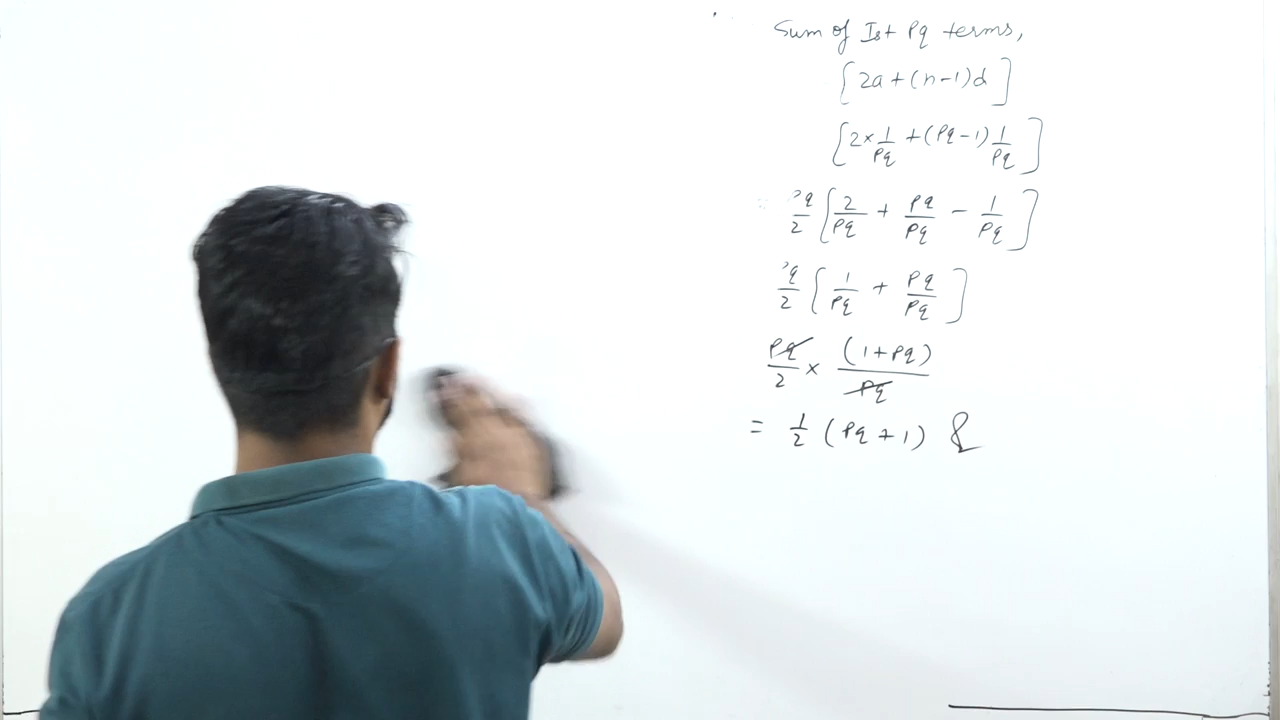 Sum of Ist Pq terms,
[2a + (n-1)d]
[2 × 1/Pq + (Pq-1) 1/Pq]
Pq/2 [2/Pq + Pq/Pq - 1/Pq]
q/2 [1/Pq + Pq/Pq]
Pq/2 × (1+Pq)/Pq
= 1/2 (Pq + 1)